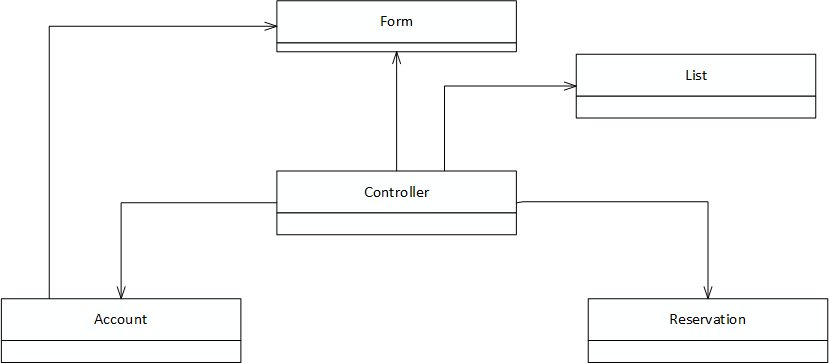 Form
List
Controller
Account
Reservation